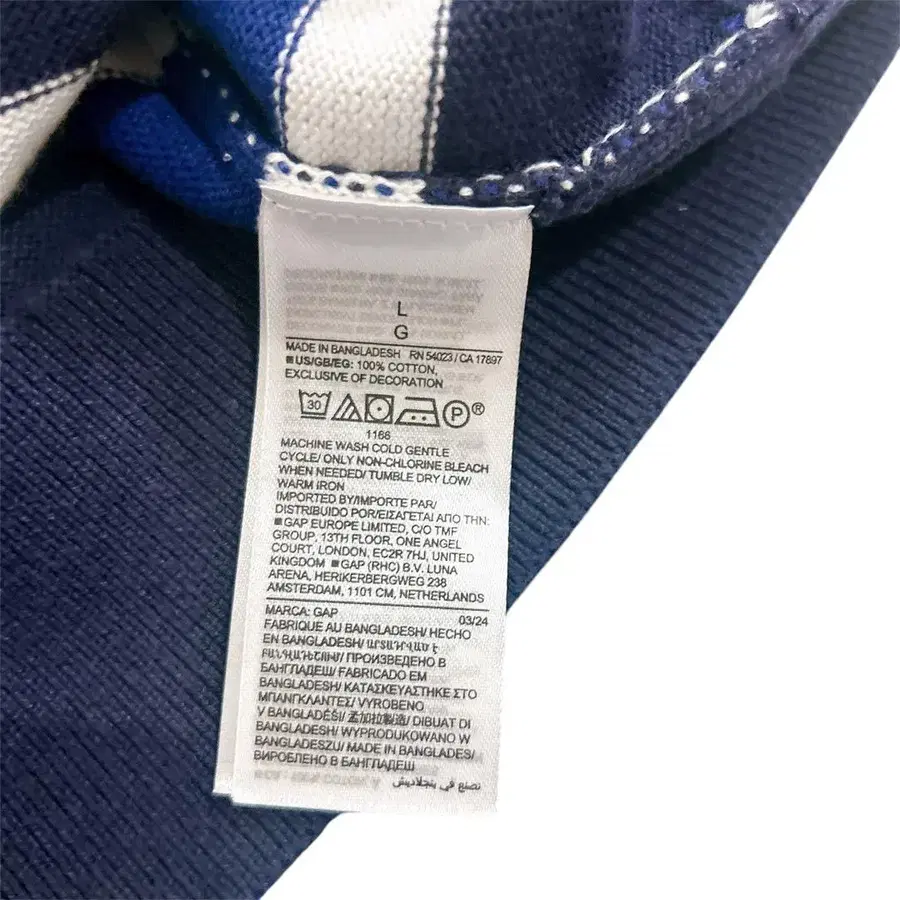 L
G
MADE IN BANGLADESH RN 54023 / CA 17897
■US/GB/EG: 100% COTTON,
EXCLUSIVE OF DECORATION
30 P ®
1166
MACHINE WASH COLD GENTLE
CYCLE/ ONLY NON-CHLORINE BLEACH
WHEN NEEDED/ TUMBLE DRY LOW/
WARM IRON
IMPORTED BY/IMPORTE PAR/
DISTRIBUIDO POR/ΕΙΣΑΓΕΤΑΙ ΑΠΟ ΤΗΝ:
■GAP EUROPE LIMITED, C/O TMF
GROUP, 13TH FLOOR, ONE ANGEL
COURT, LONDON, EC2R 7HJ, UNITED
KINGDOM ■GAP (RHC) B.V. LUNA
ARENA, HERIKERBERGWEG 238
AMSTERDAM, 1101 CM, NETHERLANDS
MARCA: GAP 03/24
FABRIQUE AU BANGLADESH/ HECHO
EN BANGLADESH/ ԱՐՏԱԴՐՎԱԾ Է
ԲԱՆԳԼԱԴԵՇՈՒՄ/ ПРОИЗВЕДЕНО В
БАНГЛАДЕШ/ FABRICADO EM
BANGLADESH/ ΚΑΤΑΣΚΕΥΑΣΤΗΚΕ ΣΤΟ
ΜΠΑΝΓΚΛΑΝΤΕΣ/ VYROBENO
V BANGLADÉŠI/ 孟加拉製造/ DIBUAT DI
BANGLADESH/ WYPRODUKOWANO W
BANGLADESZU/ MADE IN BANGLADES/
ВИРОБЛЕНО В БАНГЛАДЕШ
تصنع في بنجلاديش